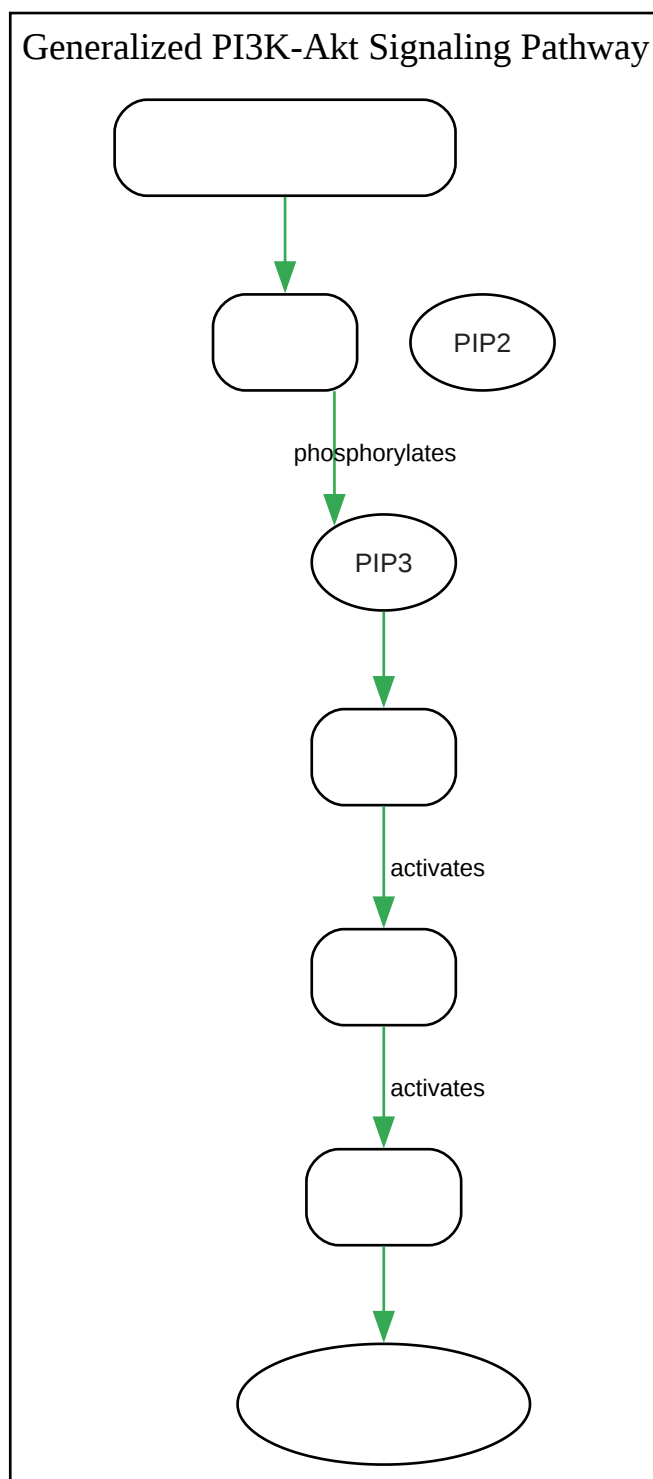 Generalized PI3K-Akt Signaling Pathway
PIP2
phosphorylates
PIP3
activates
activates